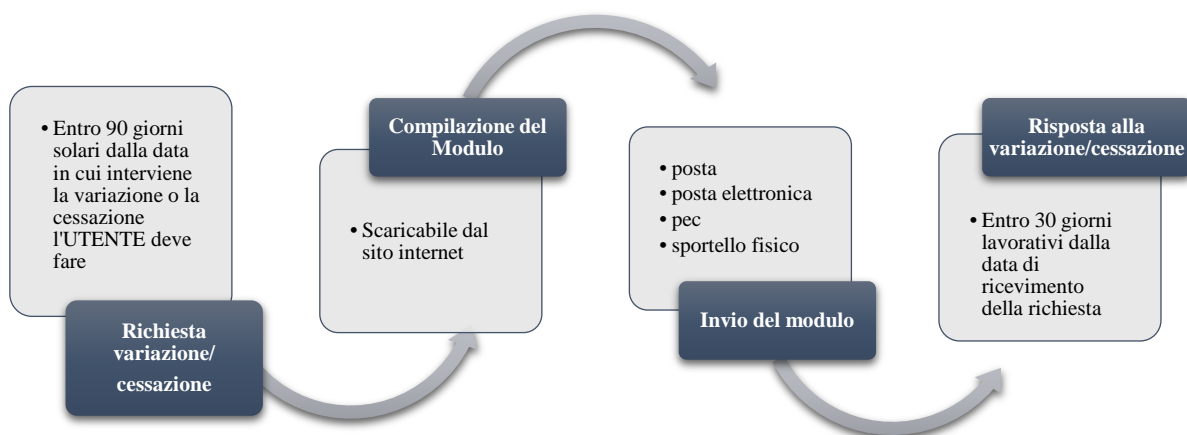 • Entro 90 giorni
solari dalla data
in cui interviene
la variazione o la
cessazione
l'UTENTE deve
fare
Richiesta
variazione/
cessazione
Compilazione del
Modulo
• Scaricabile dal
sito internet
• posta
• posta elettronica
• pec
• sportello fisico
Invio del modulo
Risposta alla
variazione/cessazione
• Entro 30 giorni
lavorativi dalla
data di
ricevimento
della richiesta